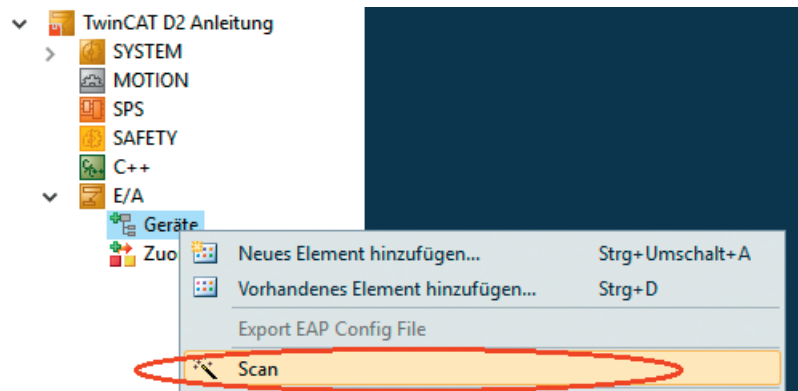 TwinCAT D2 Anleitung
SYSTEM
MOTION
SPS
SAFETY
C++
E/A
Geräte
Zuo
Neues Element hinzufügen... Strg+Umschalt+A
Vorhandenes Element hinzufügen... Strg+D
Export EAP Config File
Scan